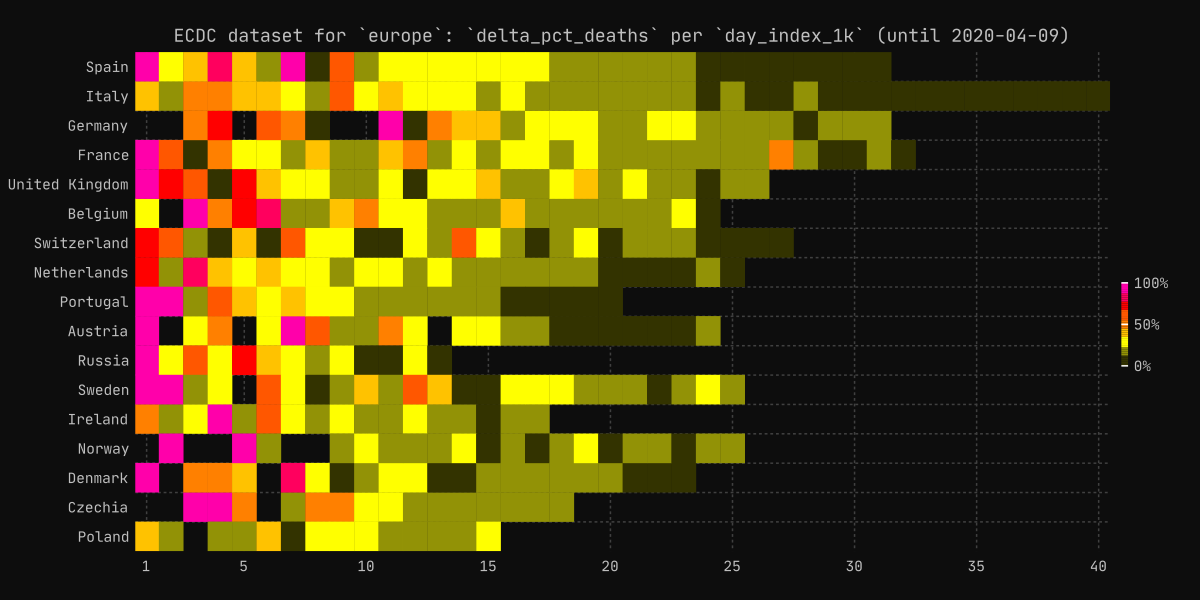 ECDC dataset for `europe`: `delta_pct_deaths` per `day_index_1k` (until 2020-04-09)
Spain
Italy
Germany
France
United Kingdom
Belgium
Switzerland
Netherlands
Portugal
Austria
Russia
Sweden
Ireland
Norway
Denmark
Czechia
Poland
100%
50%
0%
1 5 10 15 20 25 30 35 40